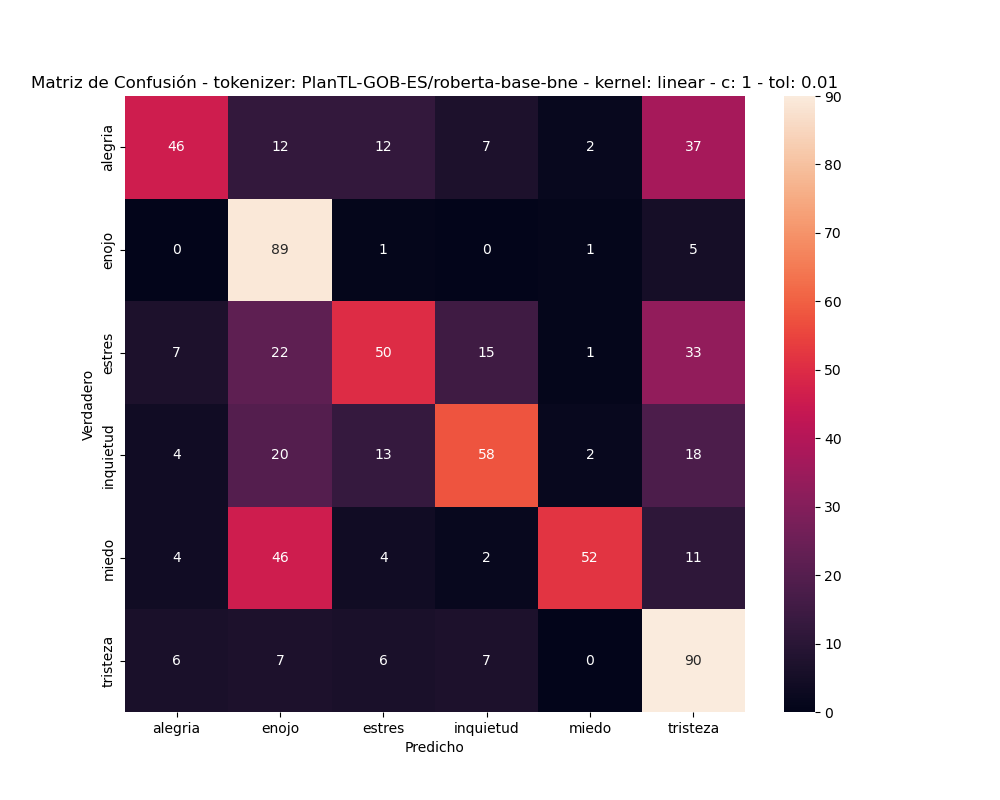 Matriz de Confusión - tokenizer: PlanTL-GOB-ES/roberta-base-bne - kernel: linear - c: 1 - tol: 0.01
Verdadero
alegria 46 12 12 7 2 37
enojo 0 89 1 0 1 5
estres 7 22 50 15 1 33
inquietud 4 20 13 58 2 18
miedo 4 46 4 2 52 11
tristeza 6 7 6 7 0 90
alegria enojo estres inquietud miedo tristeza
Predicho
90
80
70
60
50
40
30
20
10
0